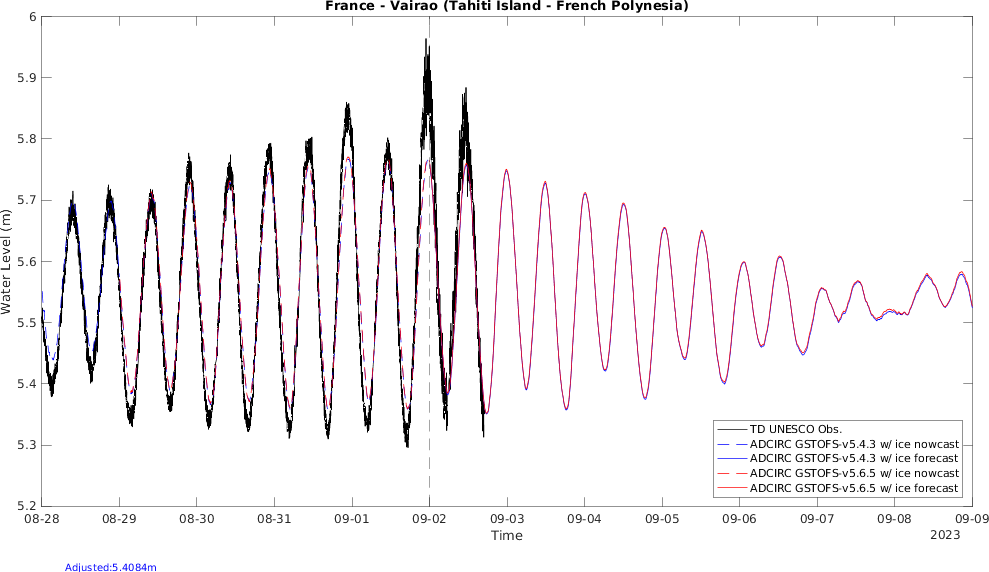 France - Vairao (Tahiti Island - French Polynesia)
Water Level (m)
6
5.9
5.8
5.7
5.6
5.5
5.4
5.3
5.2
TD UNESCO Obs.
ADCIRC GSTOFS-v5.4.3 w/ ice nowcast
ADCIRC GSTOFS-v5.4.3 w/ ice forecast
ADCIRC GSTOFS-v5.6.5 w/ ice nowcast
ADCIRC GSTOFS-v5.6.5 w/ ice forecast
08-28 08-29 08-30 08-31 09-01 09-02 09-03 09-04 09-05 09-06 09-07 09-08 09-09
Time
2023
Adjusted:5.4084m